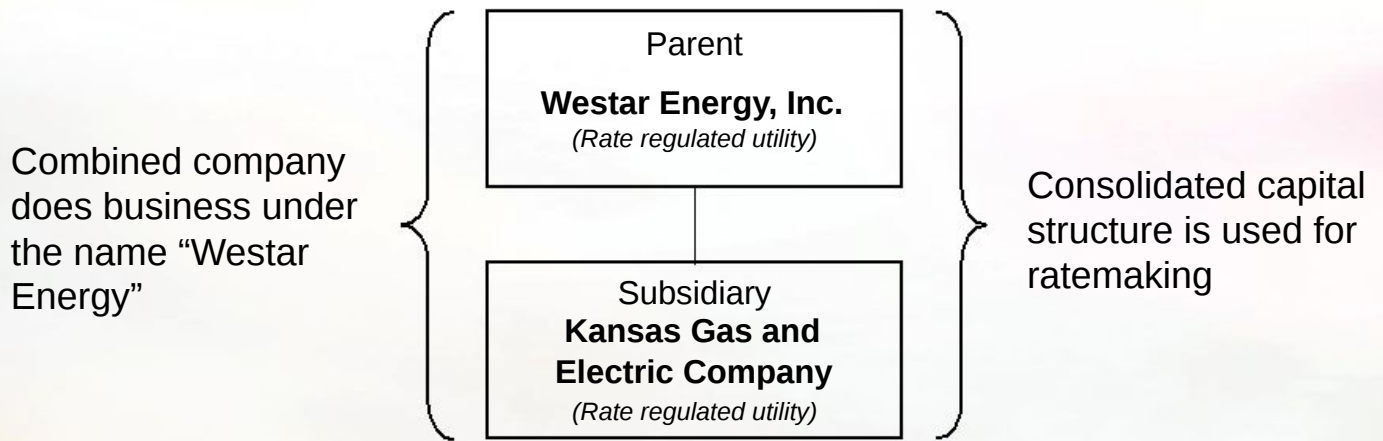 Parent
Westar Energy, Inc.
(Rate regulated utility)
Combined company
does business under
the name “Westar
Energy”
Consolidated capital
structure is used for
ratemaking
Subsidiary
Kansas Gas and
Electric Company
(Rate regulated utility)